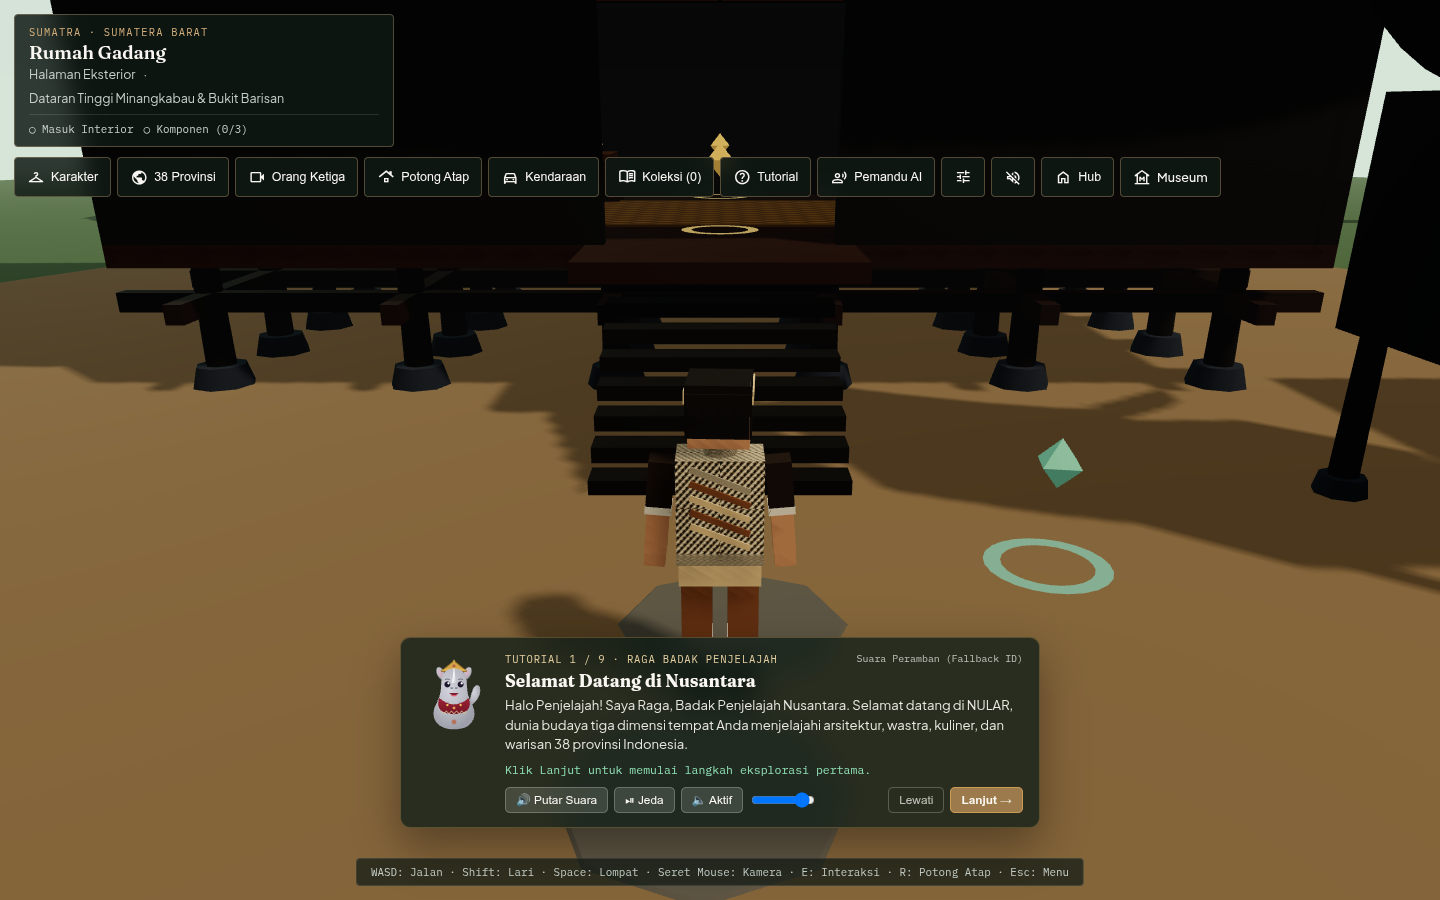 SUMATRA · SUMATERA BARAT
Rumah Gadang
Halaman Eksterior ·
Dataran Tinggi Minangkabau & Bukit Barisan
○ Masuk Interior ○ Komponen (0/3)
Karakter 38 Provinsi Orang Ketiga Potong Atap Kendaraan Koleksi (0) Tutorial Pemandu AI Hub Museum
TUTORIAL 1 / 9 · RAGA BADAK PENJELAJAH Suara Peramban (Fallback ID)
Selamat Datang di Nusantara
Halo Penjelajah! Saya Raga, Badak Penjelajah Nusantara. Selamat datang di NULAR,
dunia budaya tiga dimensi tempat Anda menjelajahi arsitektur, wastra, kuliner, dan
warisan 38 provinsi Indonesia.
Klik Lanjut untuk memulai langkah eksplorasi pertama.
🔊 Putar Suara ⏯ Jeda 🔈 Aktif Lewati Lanjut →
WASD: Jalan · Shift: Lari · Space: Lompat · Seret Mouse: Kamera · E: Interaksi · R: Potong Atap · Esc: Menu